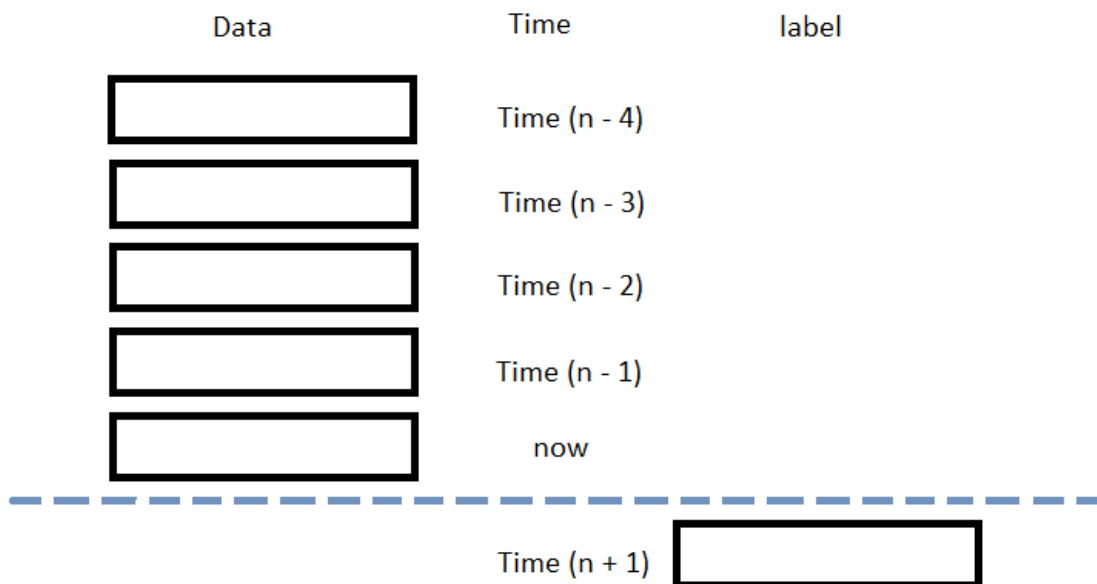 Data Time label
Time (n - 4)
Time (n - 3)
Time (n - 2)
Time (n - 1)
now
Time (n + 1)